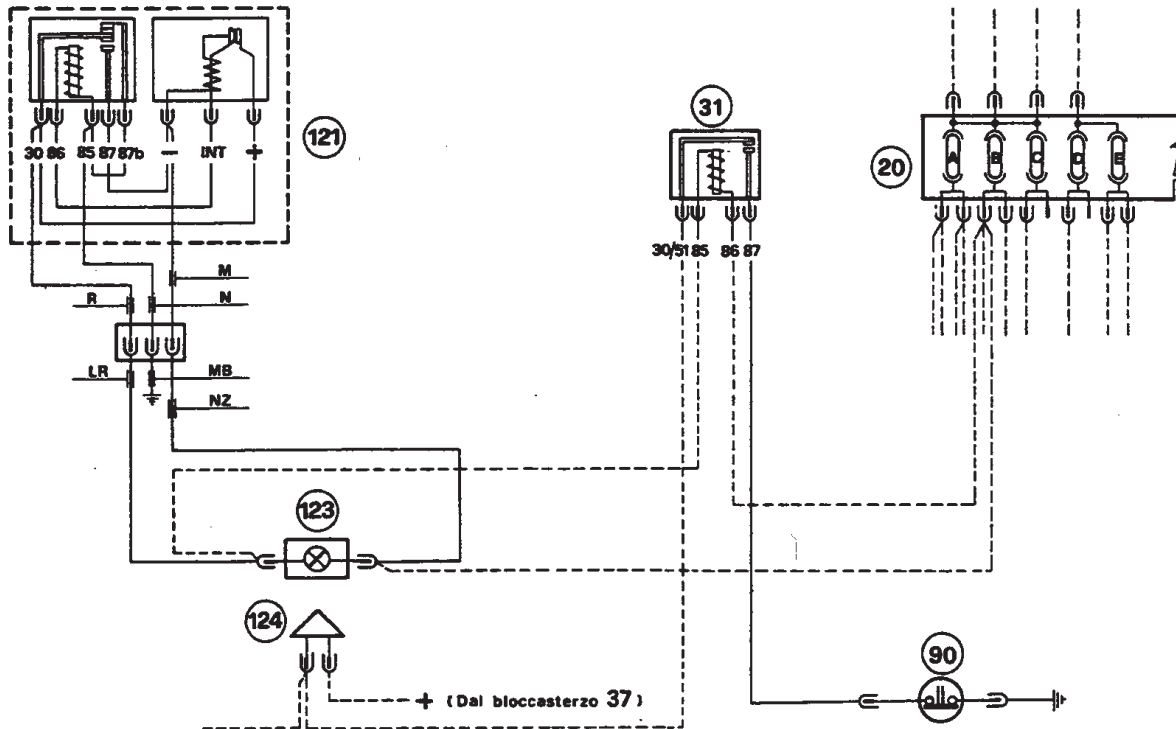 31
20
A B C D E
121
30 86 85 87 87b — INT +
30/51 85 86 87
M
R N
LR MB
NZ
123
124
90
+ (Dal bloccasterzo 37)